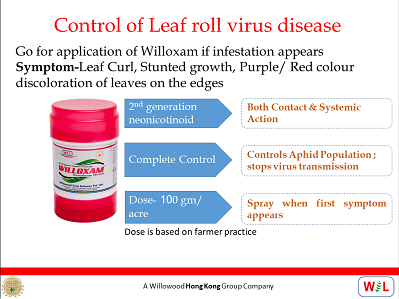 Control of Leaf roll virus disease
Go for application of Willoxam if infestation appears
Symptom-Leaf Curl, Stunted growth, Purple/ Red colour
discoloration of leaves on the edges
2nd generation
neonicotinoid
Both Contact & Systemic
Action
Complete Control
Controls Aphid Population ;
stops virus transmission
WILLOXAM
Dose- 100 gm/
acre
Spray when first symptom
appears
Dose is based on farmer practice
A Willowood Hong Kong Group Company
W L